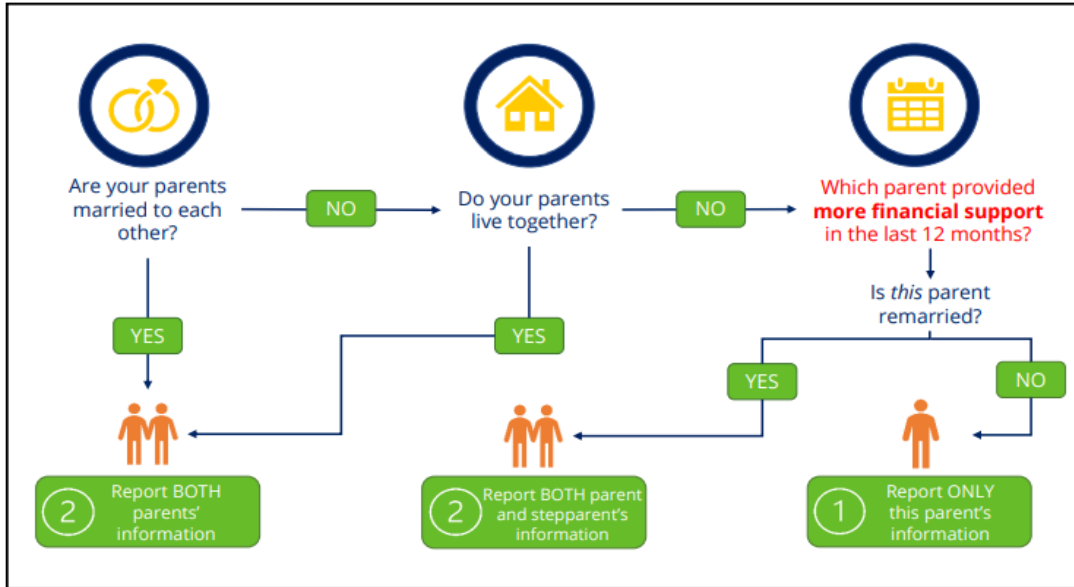 Are your parents
married to each
other?
NO
Do your parents
live together?
NO
Which parent provided
more financial support
in the last 12 months?
Is this parent
remarried?
YES
YES
YES
NO
2
Report BOTH
parents'
information
2
Report BOTH parent
and stepparent's
information
1
Report ONLY
this parent's
information